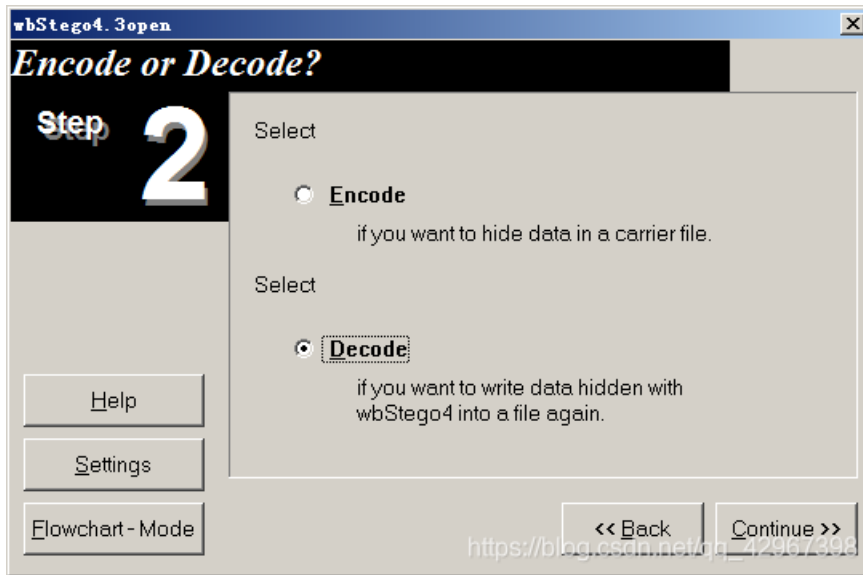 wbStego4.3open
Encode or Decode?
Step 2
Select
Encode
if you want to hide data in a carrier file.
Select
Decode
if you want to write data hidden with
wbStego4 into a file again.
Help
Settings
Flowchart - Mode
<< Back
Continue >>
https://blog.csdn.net/qq_42967398